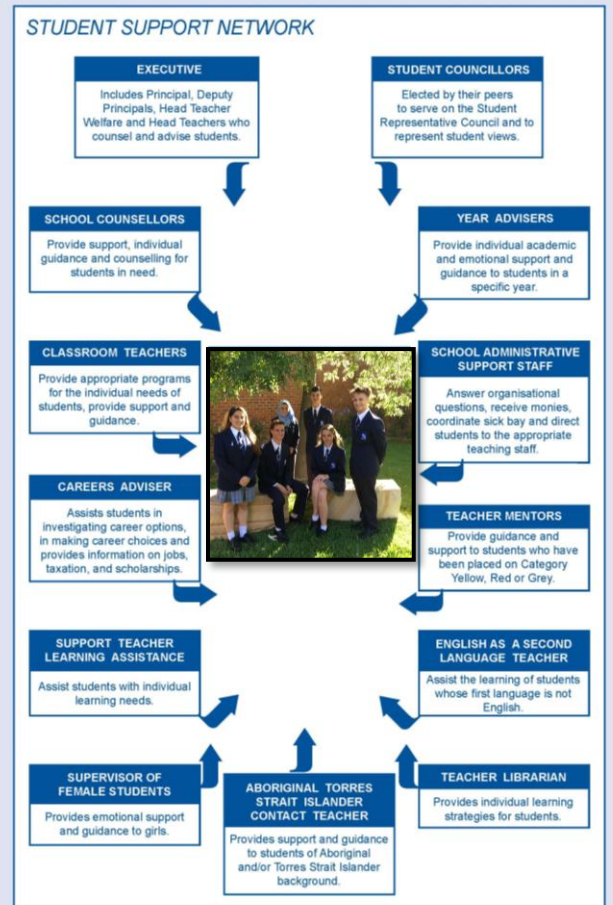 STUDENT SUPPORT NETWORK
EXECUTIVE
Includes Principal, Deputy
Principals, Head Teacher
Welfare and Head Teachers who
counsel and advise students.
STUDENT COUNCILLORS
Elected by their peers
to serve on the Student
Representative Council and to
represent student views.
SCHOOL COUNSELLORS
Provide support, individual
guidance and counselling for
students in need.
YEAR ADVISERS
Provide individual academic
and emotional support and
guidance to students in a
specific year.
CLASSROOM TEACHERS
Provide appropriate programs
for the individual needs of
students, provide support and
guidance.
SCHOOL ADMINISTRATIVE
SUPPORT STAFF
Answer organisational
questions, receive monies,
coordinate sick bay and direct
students to the appropriate
teaching staff.
CAREERS ADVISER
Assists students in
investigating career options,
in making career choices and
provides information on jobs,
taxation, and scholarships.
TEACHER MENTORS
Provide guidance and
support to students who have
been placed on Category
Yellow, Red or Grey.
SUPPORT TEACHER
LEARNING ASSISTANCE
Assist students with individual
learning needs.
ENGLISH AS A SECOND
LANGUAGE TEACHER
Assist the learning of students
whose first language is not
English.
SUPERVISOR OF
FEMALE STUDENTS
Provides emotional support
and guidance to girls.
ABORIGINAL TORRES
STRAIT ISLANDER
CONTACT TEACHER
Provides support and guidance
to students of Aboriginal
and/or Torres Strait Islander
background.
TEACHER LIBRARIAN
Provides individual learning
strategies for students.